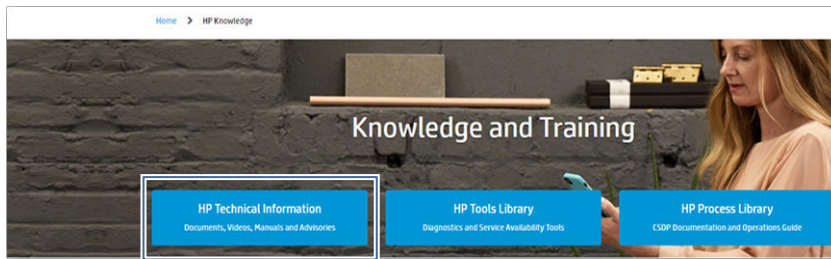 Home > HP Knowledge
Knowledge and Training
HP Technical Information
Documents, Videos, Manuals and Advisories
HP Tools Library
Diagnostics and Service Availability Tools
HP Process Library
CSDP Documentation and Operations Guide